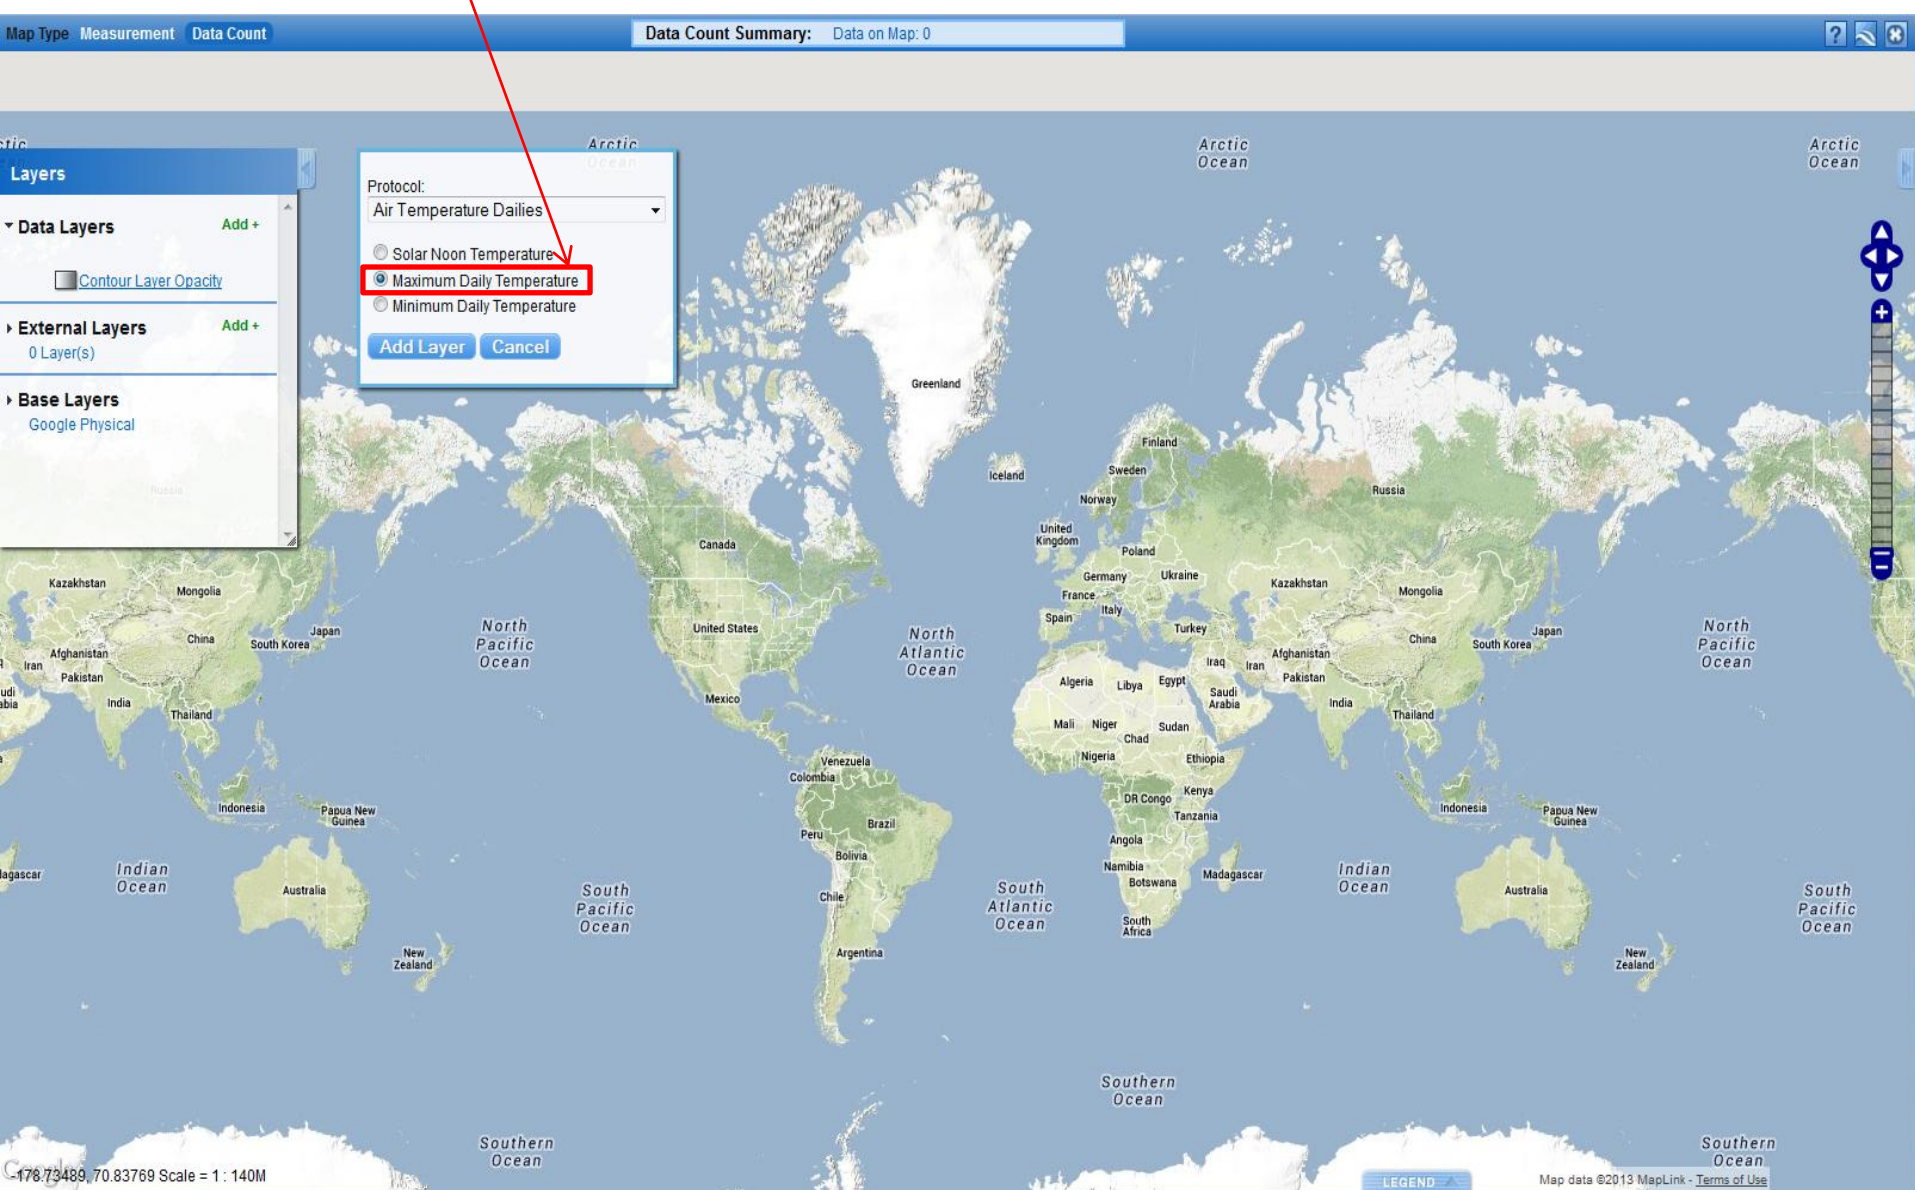 Map Type Measurement Data Count
Data Count Summary: Data on Map: 0
?
Arctic
Ocean
Arctic
Ocean
Arctic
Ocean
Layers
Data Layers Add +
Contour Layer Opacity
External Layers Add +
0 Layer(s)
Base Layers
Google Physical
Protocol:
Air Temperature Dailies
Solar Noon Temperature
Maximum Daily Temperature
Minimum Daily Temperature
Add Layer Cancel
Greenland
Iceland
Finland
Sweden
Norway
Russia
Russia
United
Kingdom
Poland
Germany
Ukraine
France
Italy
Spain
Turkey
Canada
United States
Mexico
Kazakhstan
Mongolia
China
South Korea
Japan
Afghanistan
Iran
Pakistan
India
Thailand
Indonesia
Papua New
Guinea
Australia
New
Zealand
Indian
Ocean
North
Pacific
Ocean
South
Pacific
Ocean
North
Atlantic
Ocean
South
Atlantic
Ocean
Venezuela
Colombia
Peru
Brazil
Bolivia
Chile
Argentina
Algeria
Libya
Egypt
Saudi
Arabia
Iraq
Iran
Mali
Niger
Chad
Sudan
Nigeria
Ethiopia
DR Congo
Kenya
Tanzania
Angola
Namibia
Botswana
Madagascar
South
Africa
Kazakhstan
Mongolia
China
South Korea
Japan
Afghanistan
Pakistan
India
Thailand
Indonesia
Papua New
Guinea
Australia
New
Zealand
Indian
Ocean
North
Pacific
Ocean
South
Pacific
Ocean
Southern
Ocean
Southern
Ocean
Southern
Ocean
-178.73489, 70.83769 Scale = 1 : 140M
LEGEND
Map data ©2013 MapLink - Terms of Use